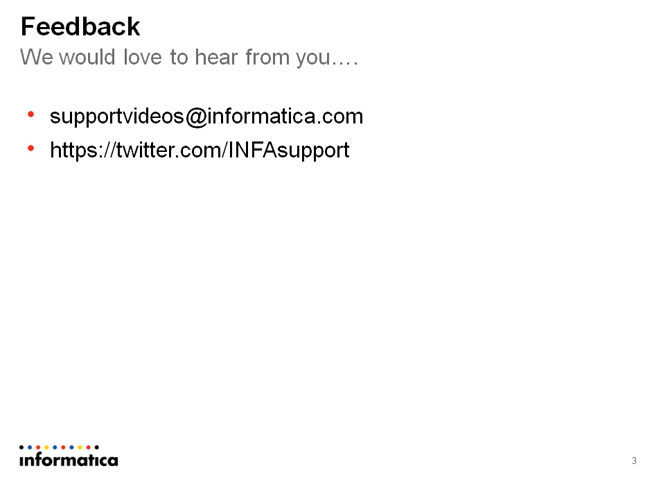 Feedback
We would love to hear from you....
supportvideos@informatica.com
https://twitter.com/INFAsupport
informatica
3